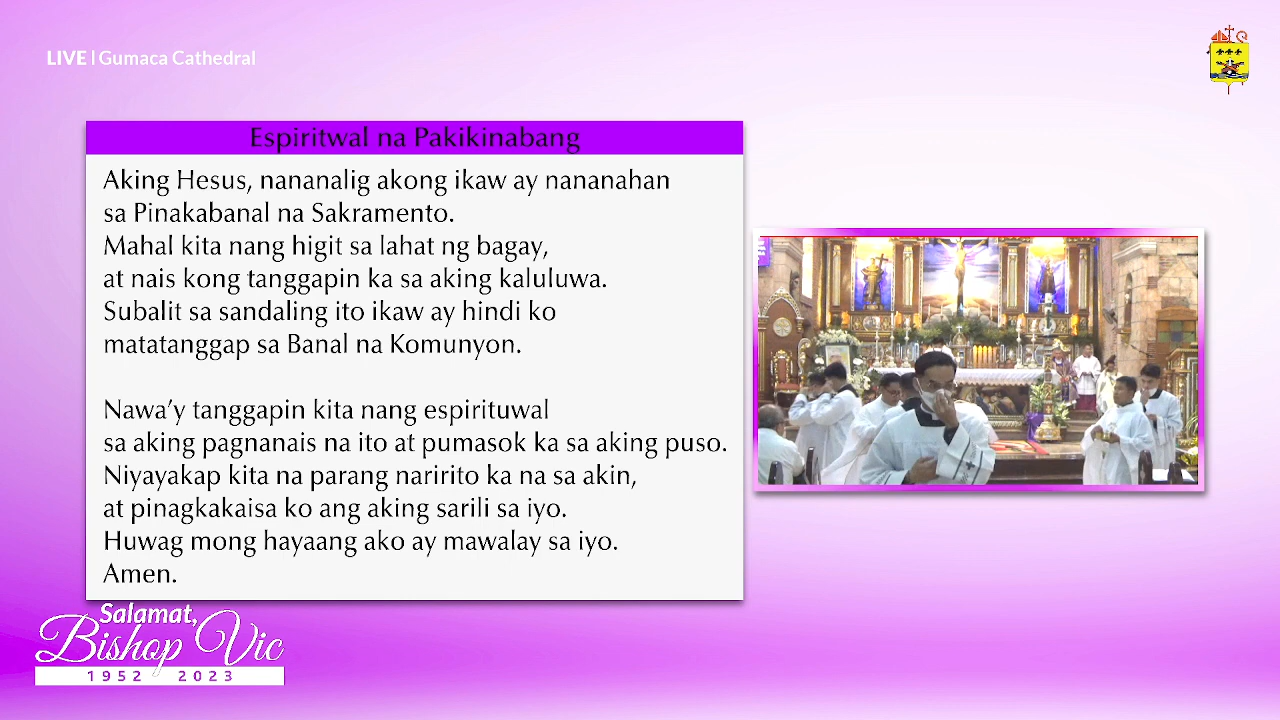 LIVE | Gumaca Cathedral
Espiritwal na Pakikinabang
Aking Hesus, nananalig akong ikaw ay nananahan
sa Pinakabanal na Sakramento.
Mahal kita nang higit sa lahat ng bagay,
at nais kong tanggapin ka sa aking kaluluwa.
Subalit sa sandaling ito ikaw ay hindi ko
matatanggap sa Banal na Komunyon.
Nawa’y tanggapin kita nang espirituwal
sa aking pagnanais na ito at pumasok ka sa aking puso.
Niyayakap kita na parang naririto ka na sa akin,
at pinagkakaisa ko ang aking sarili sa iyo.
Huwag mong hayaang ako ay mawalay sa iyo.
Amen.
Salamat,
Bishop Vic
1952 2023